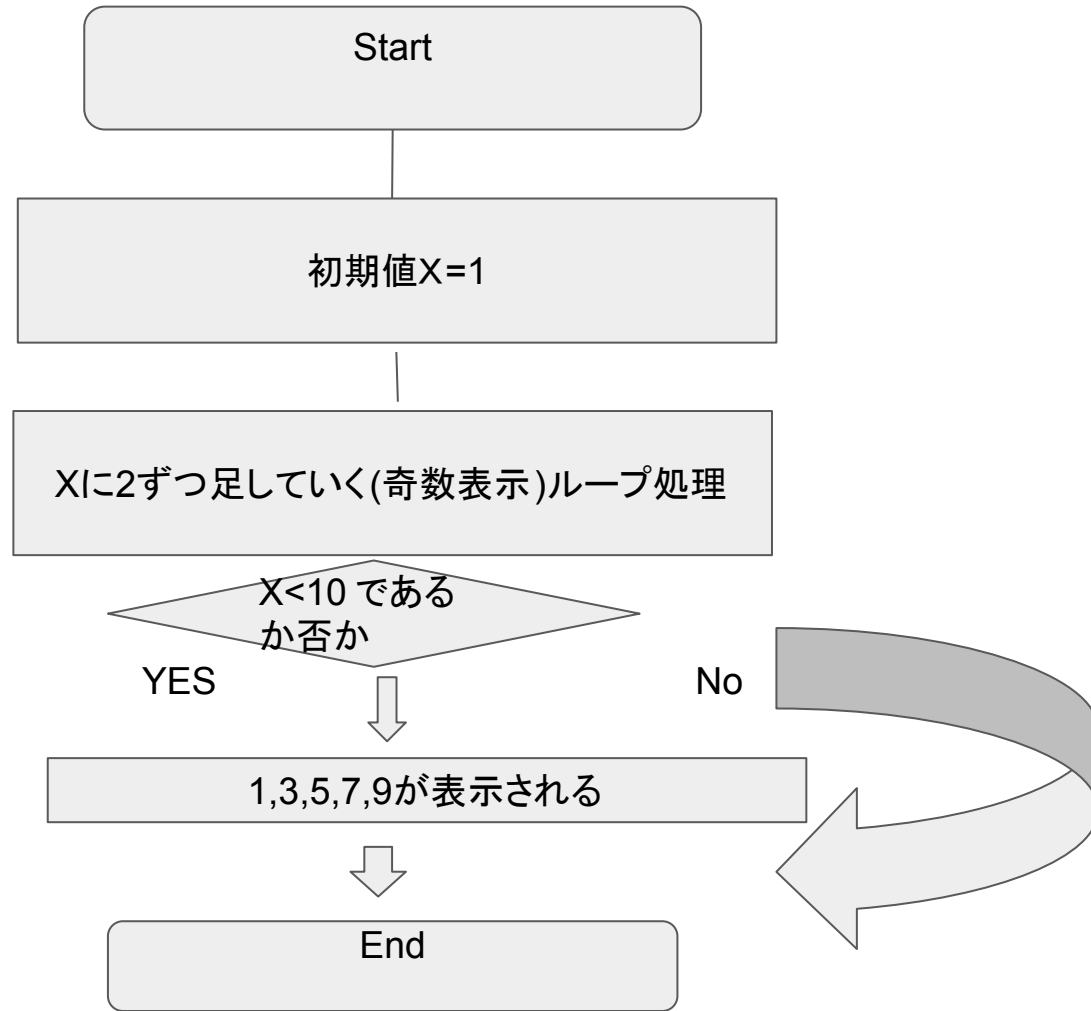 Start
初期値X=1
Xに2ずつ足していく(奇数表示)ループ処理
X<10 である
か否か
YES
No
1,3,5,7,9が表示される
End